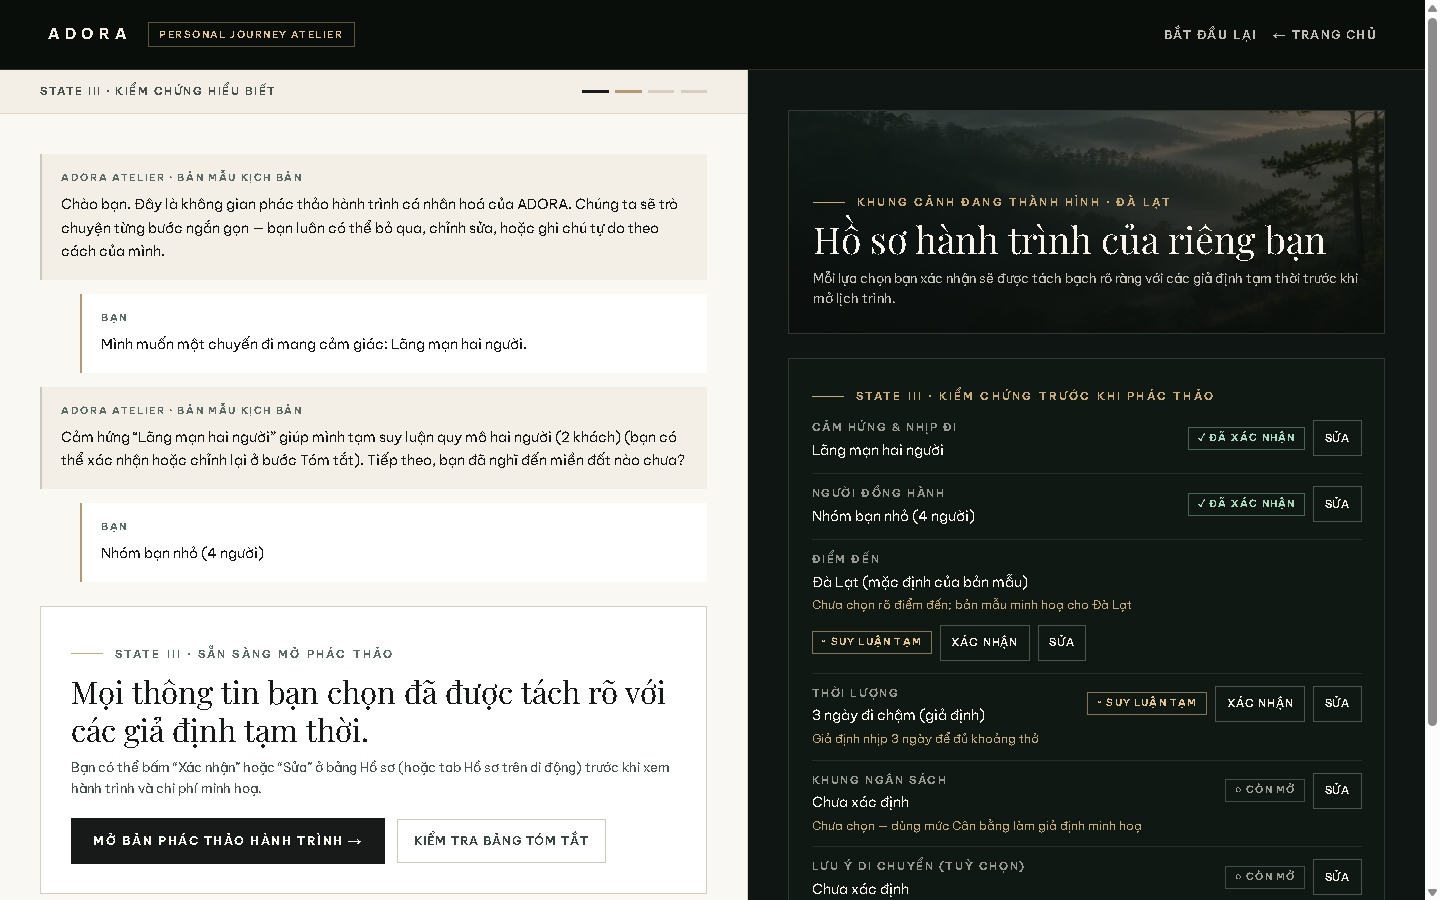 ADORA
PERSONAL JOURNEY ATELIER
BẮT ĐẦU LẠI
← TRANG CHỦ
STATE III · KIỂM CHỨNG HIỂU BIẾT
ADORA ATELIER · BẢN MẪU KỊCH BẢN
Chào bạn. Đây là không gian phác thảo hành trình cá nhân hoá của ADORA. Chúng ta sẽ trò
chuyện từng bước ngắn gọn — bạn luôn có thể bỏ qua, chỉnh sửa, hoặc ghi chú tự do theo
cách của mình.
BẠN
Mình muốn một chuyến đi mang cảm giác: Lãng mạn hai người.
ADORA ATELIER · BẢN MẪU KỊCH BẢN
Cảm hứng “Lãng mạn hai người” giúp mình tạm suy luận quy mô hai người (2 khách) (bạn có
thể xác nhận hoặc chỉnh lại ở bước Tóm tắt). Tiếp theo, bạn đã nghĩ đến miền đất nào chưa?
BẠN
Nhóm bạn nhỏ (4 người)
STATE III · SẴN SÀNG MỞ PHÁC THẢO
Mọi thông tin bạn chọn đã được tách rõ với
các giả định tạm thời.
Bạn có thể bấm “Xác nhận” hoặc “Sửa” ở bảng Hồ sơ (hoặc tab Hồ sơ trên di động) trước khi xem
hành trình và chi phí minh hoạ.
MỞ BẢN PHÁC THẢO HÀNH TRÌNH →
KIỂM TRA BẢNG TÓM TẮT
KHUNG CẢNH ĐANG THÀNH HÌNH · ĐÀ LẠT
Hồ sơ hành trình của riêng bạn
Mỗi lựa chọn bạn xác nhận sẽ được tách bạch rõ ràng với các giả định tạm thời trước khi
mở lịch trình.
STATE III · KIỂM CHỨNG TRƯỚC KHI PHÁC THẢO
CẢM HỨNG & NHỊP ĐI
Lãng mạn hai người
✓ ĐÃ XÁC NHẬN
SỬA
NGƯỜI ĐỒNG HÀNH
Nhóm bạn nhỏ (4 người)
✓ ĐÃ XÁC NHẬN
SỬA
ĐIỂM ĐẾN
Đà Lạt (mặc định của bản mẫu)
Chưa chọn rõ điểm đến; bản mẫu minh hoạ cho Đà Lạt
~ SUY LUẬN TẠM
XÁC NHẬN
SỬA
THỜI LƯỢNG
3 ngày đi chậm (giả định)
Giả định nhịp 3 ngày để đủ khoảng thở
~ SUY LUẬN TẠM
XÁC NHẬN
SỬA
KHUNG NGÂN SÁCH
Chưa xác định
Chưa chọn — dùng mức Cân bằng làm giả định minh hoạ
○ CÒN MỞ
SỬA
LƯU Ý DI CHUYỂN (TUỲ CHỌN)
Chưa xác định
○ CÒN MỞ
SỬA